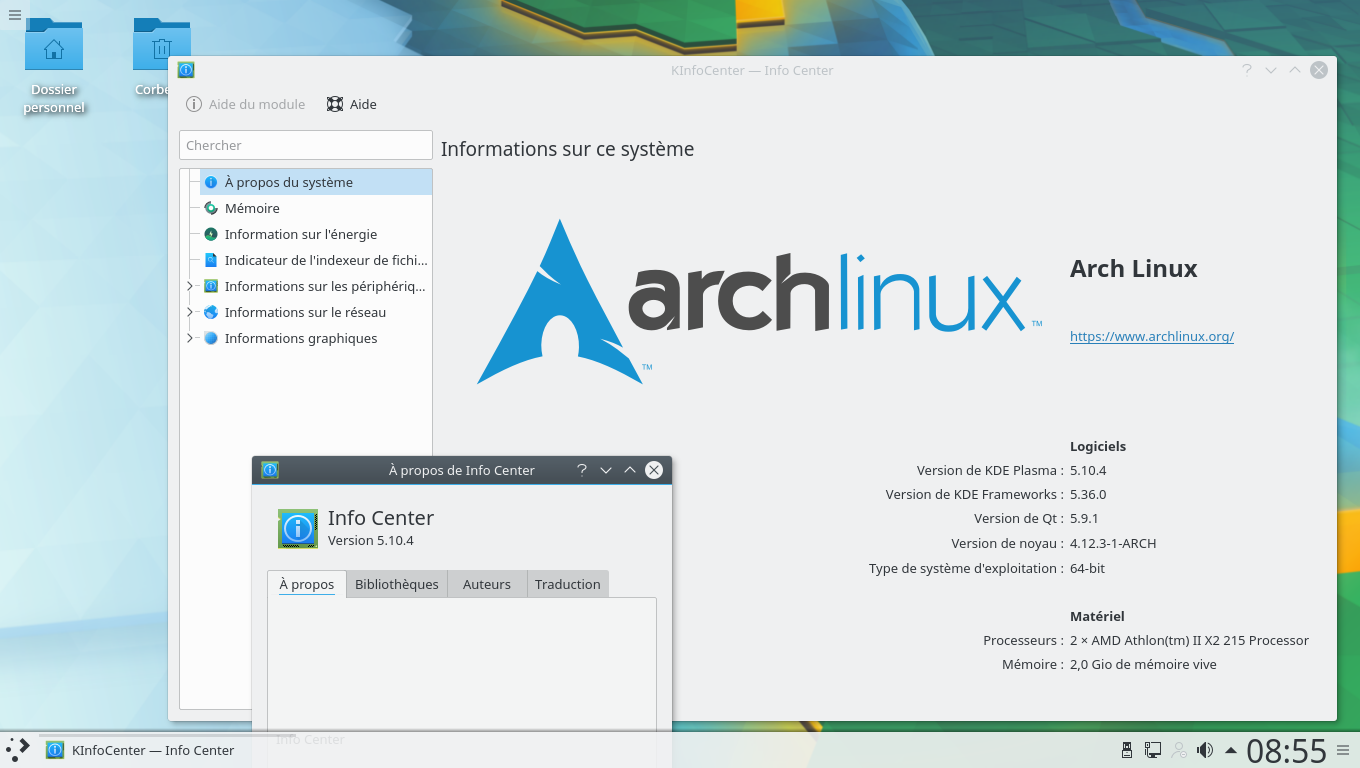 Dossier
personnel
KInfoCenter — Info Center
Aide du module
Aide
Chercher
Informations sur ce système
À propos du système
Mémoire
Information sur l'énergie
Indicateur de l'indexeur de fichi...
Informations sur les périphériq...
Informations sur le réseau
Informations graphiques
archlinux™
™
Arch Linux
https://www.archlinux.org/
Logiciels
Version de KDE Plasma : 5.10.4
Version de KDE Frameworks : 5.36.0
Version de Qt : 5.9.1
Version de noyau : 4.12.3-1-ARCH
Type de système d'exploitation : 64-bit
Matériel
Processeurs : 2 × AMD Athlon(tm) II X2 215 Processor
Mémoire : 2,0 Gio de mémoire vive
À propos de Info Center
Info Center
Version 5.10.4
À propos
Bibliothèques
Auteurs
Traduction
Info Center
KInfoCenter — Info Center
08:55